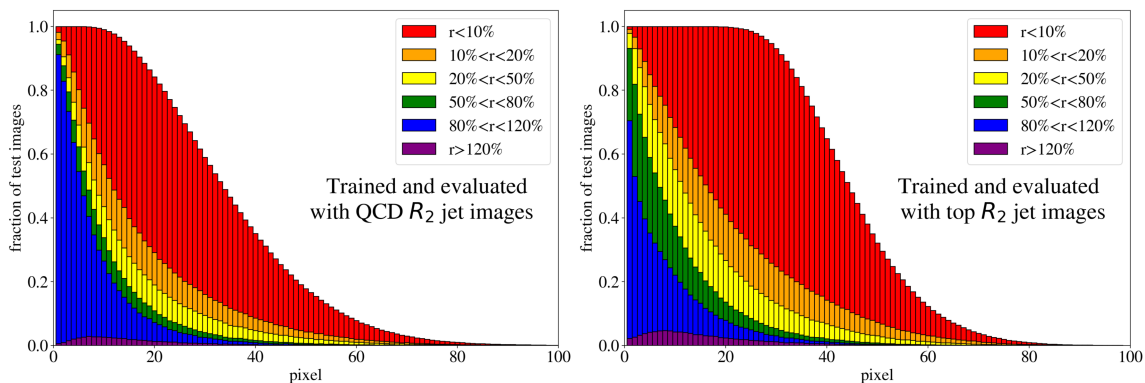 fraction of test images
1.0
0.8
0.6
0.4
0.2
0.0
r<10%
10%<r<20%
20%<r<50%
50%<r<80%
80%<r<120%
r>120%
Trained and evaluated
with QCD R₂ jet images
0 20 40 60 80 100
pixel
fraction of test images
1.0
0.8
0.6
0.4
0.2
0.0
r<10%
10%<r<20%
20%<r<50%
50%<r<80%
80%<r<120%
r>120%
Trained and evaluated
with top R₂ jet images
0 20 40 60 80 100
pixel